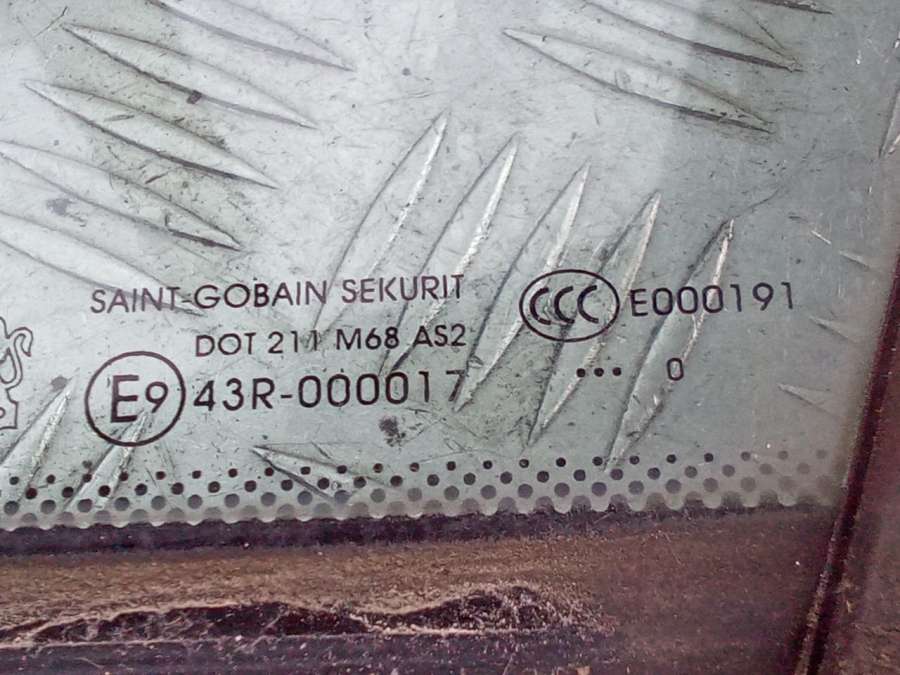 SAINT-GOBAIN SEKURIT
DOT 211 M68 AS2
E9 43R-000017
CCC E000191
... 0